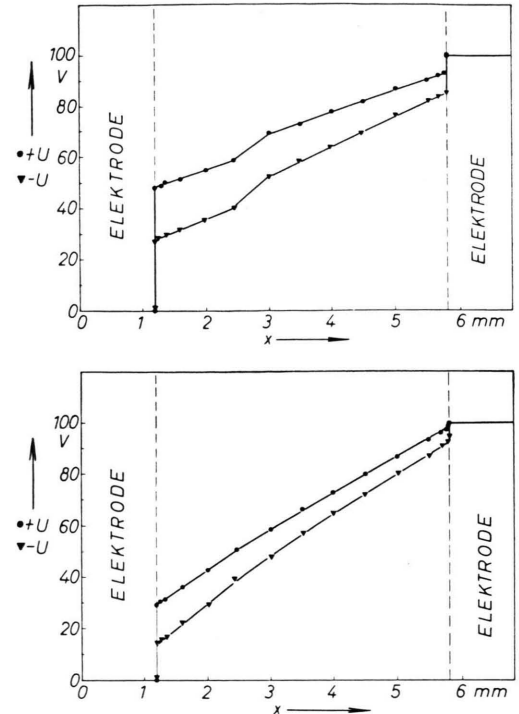 100
V
80
60
40
20
0
●+U
▼-U
ELEKTRODE
ELEKTRODE
0 1 2 3 4 5 6 mm
x
100
V
80
60
40
20
0
●+U
▼-U
ELEKTRODE
ELEKTRODE
0 1 2 3 4 5 6 mm
x